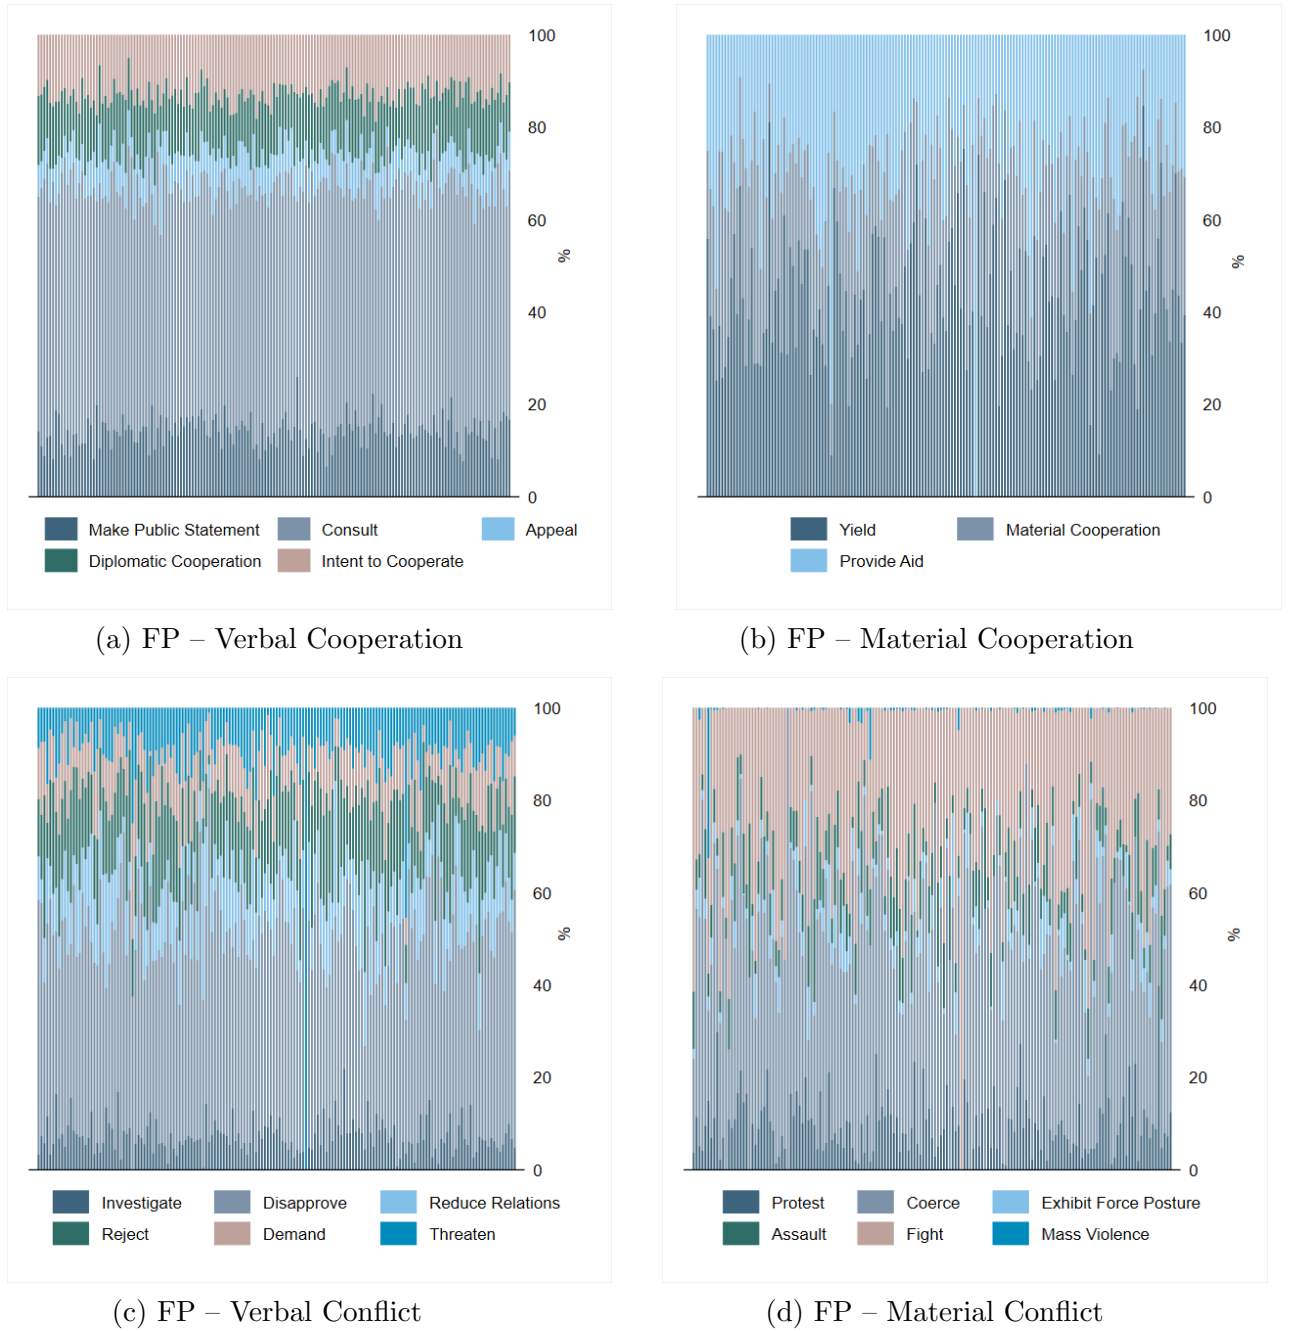 100
80
60
%
40
20
0
Make Public Statement Consult Appeal
Diplomatic Cooperation Intent to Cooperate
(a) FP – Verbal Cooperation
100
80
60
%
40
20
0
Yield Material Cooperation
Provide Aid
(b) FP – Material Cooperation
100
80
60
%
40
20
0
Investigate Disapprove Reduce Relations
Reject Demand Threaten
(c) FP – Verbal Conflict
100
80
60
%
40
20
0
Protest Coerce Exhibit Force Posture
Assault Fight Mass Violence
(d) FP – Material Conflict